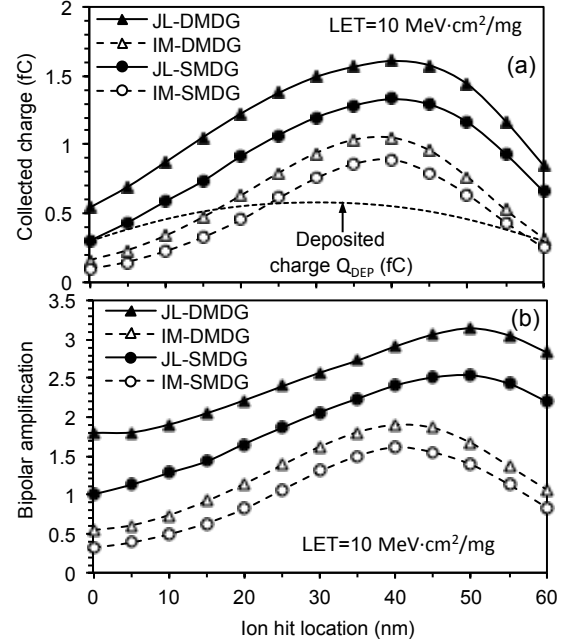 2
1.5
1
0.5
0
Collected charge (fC)
JL-DMDG
IM-DMDG
JL-SMDG
IM-SMDG
LET=10 MeV·cm²/mg
(a)
Deposited
charge Q_DEP (fC)
3.5
3
2.5
2
1.5
1
0.5
0
Bipolar amplification
JL-DMDG
IM-DMDG
JL-SMDG
IM-SMDG
(b)
LET=10 MeV·cm²/mg
0 10 20 30 40 50 60
Ion hit location (nm)